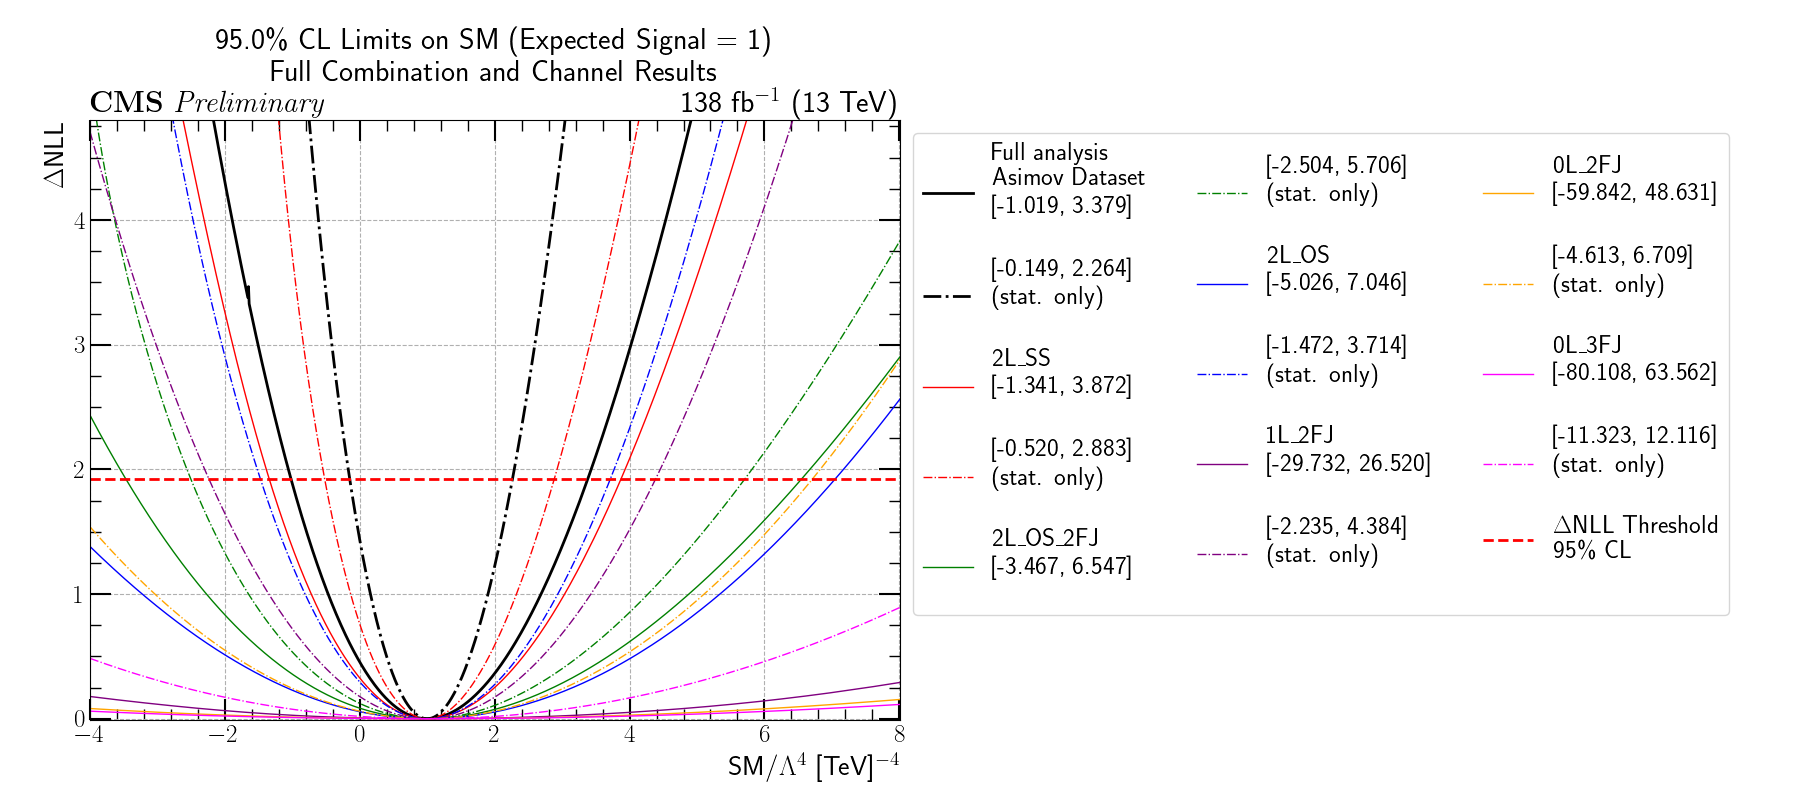 95.0% CL Limits on SM (Expected Signal = 1)
Full Combination and Channel Results
CMS Preliminary
138 fb⁻¹ (13 TeV)
ΔNLL
4
3
2
1
0
−4
−2
0
2
4
6
8
SM/Λ⁴ [TeV]⁻⁴
Full analysis
Asimov Dataset
[-1.019, 3.379]
[-0.149, 2.264]
(stat. only)
2L_SS
[-1.341, 3.872]
[-0.520, 2.883]
(stat. only)
2L_OS_2FJ
[-3.467, 6.547]
[-2.504, 5.706]
(stat. only)
2L_OS
[-5.026, 7.046]
[-1.472, 3.714]
(stat. only)
1L_2FJ
[-29.732, 26.520]
[-2.235, 4.384]
(stat. only)
0L_2FJ
[-59.842, 48.631]
[-4.613, 6.709]
(stat. only)
0L_3FJ
[-80.108, 63.562]
[-11.323, 12.116]
(stat. only)
ΔNLL Threshold
95% CL